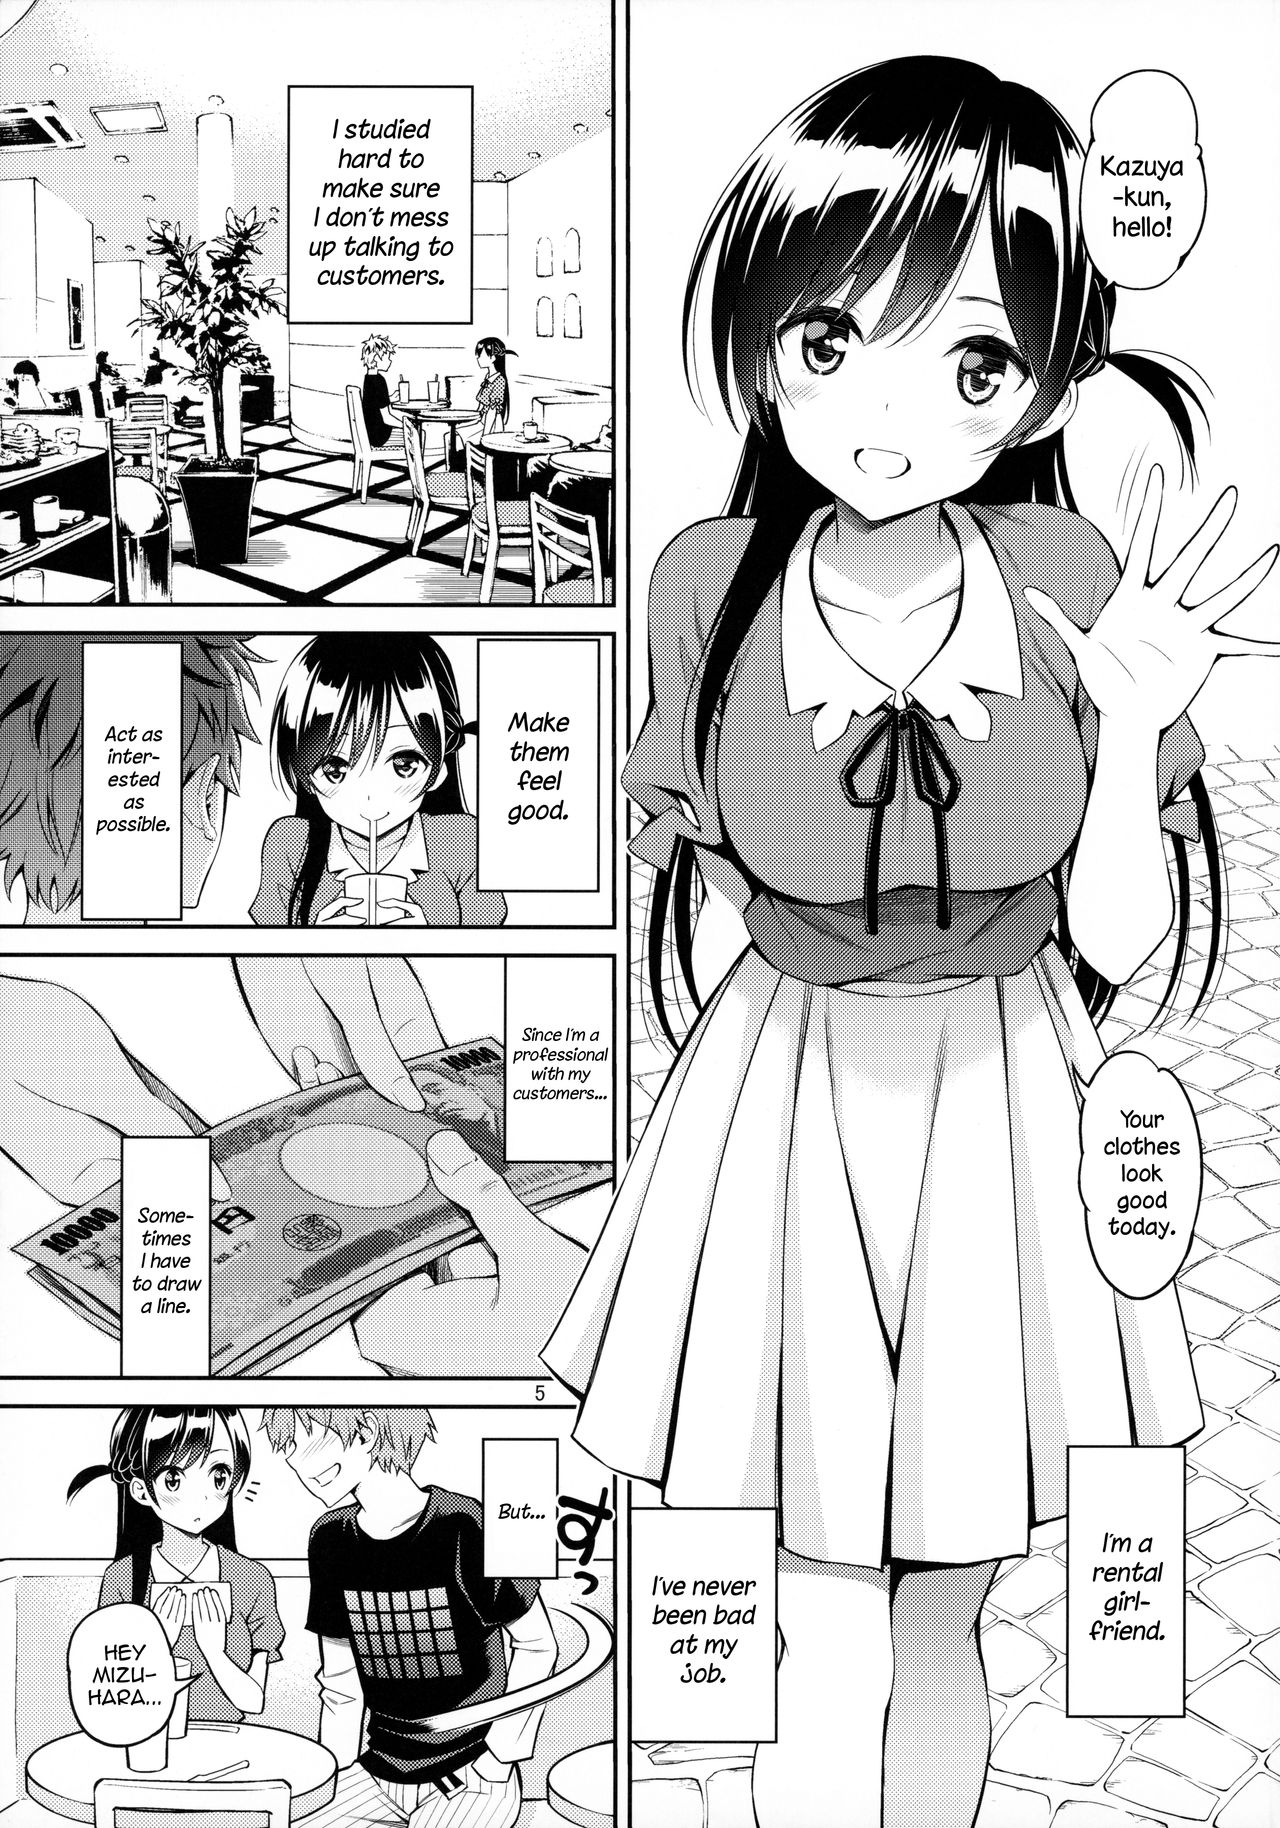 Kazuya
-kun,
hello!
Your
clothes
look
good
today.
I'm a
rental
girl-
friend.
I've never
been bad
at my
job.
I studied
hard to
make sure
I don't mess
up talking to
customers.
Make
them
feel
good.
Act as
inter-
ested
as
possible.
Since I'm a
professional
with my
customers...
10000
10000
円
Some-
times
I have
to draw
a line.
5
But...
すっ
HEY
MIZU-
HARA...